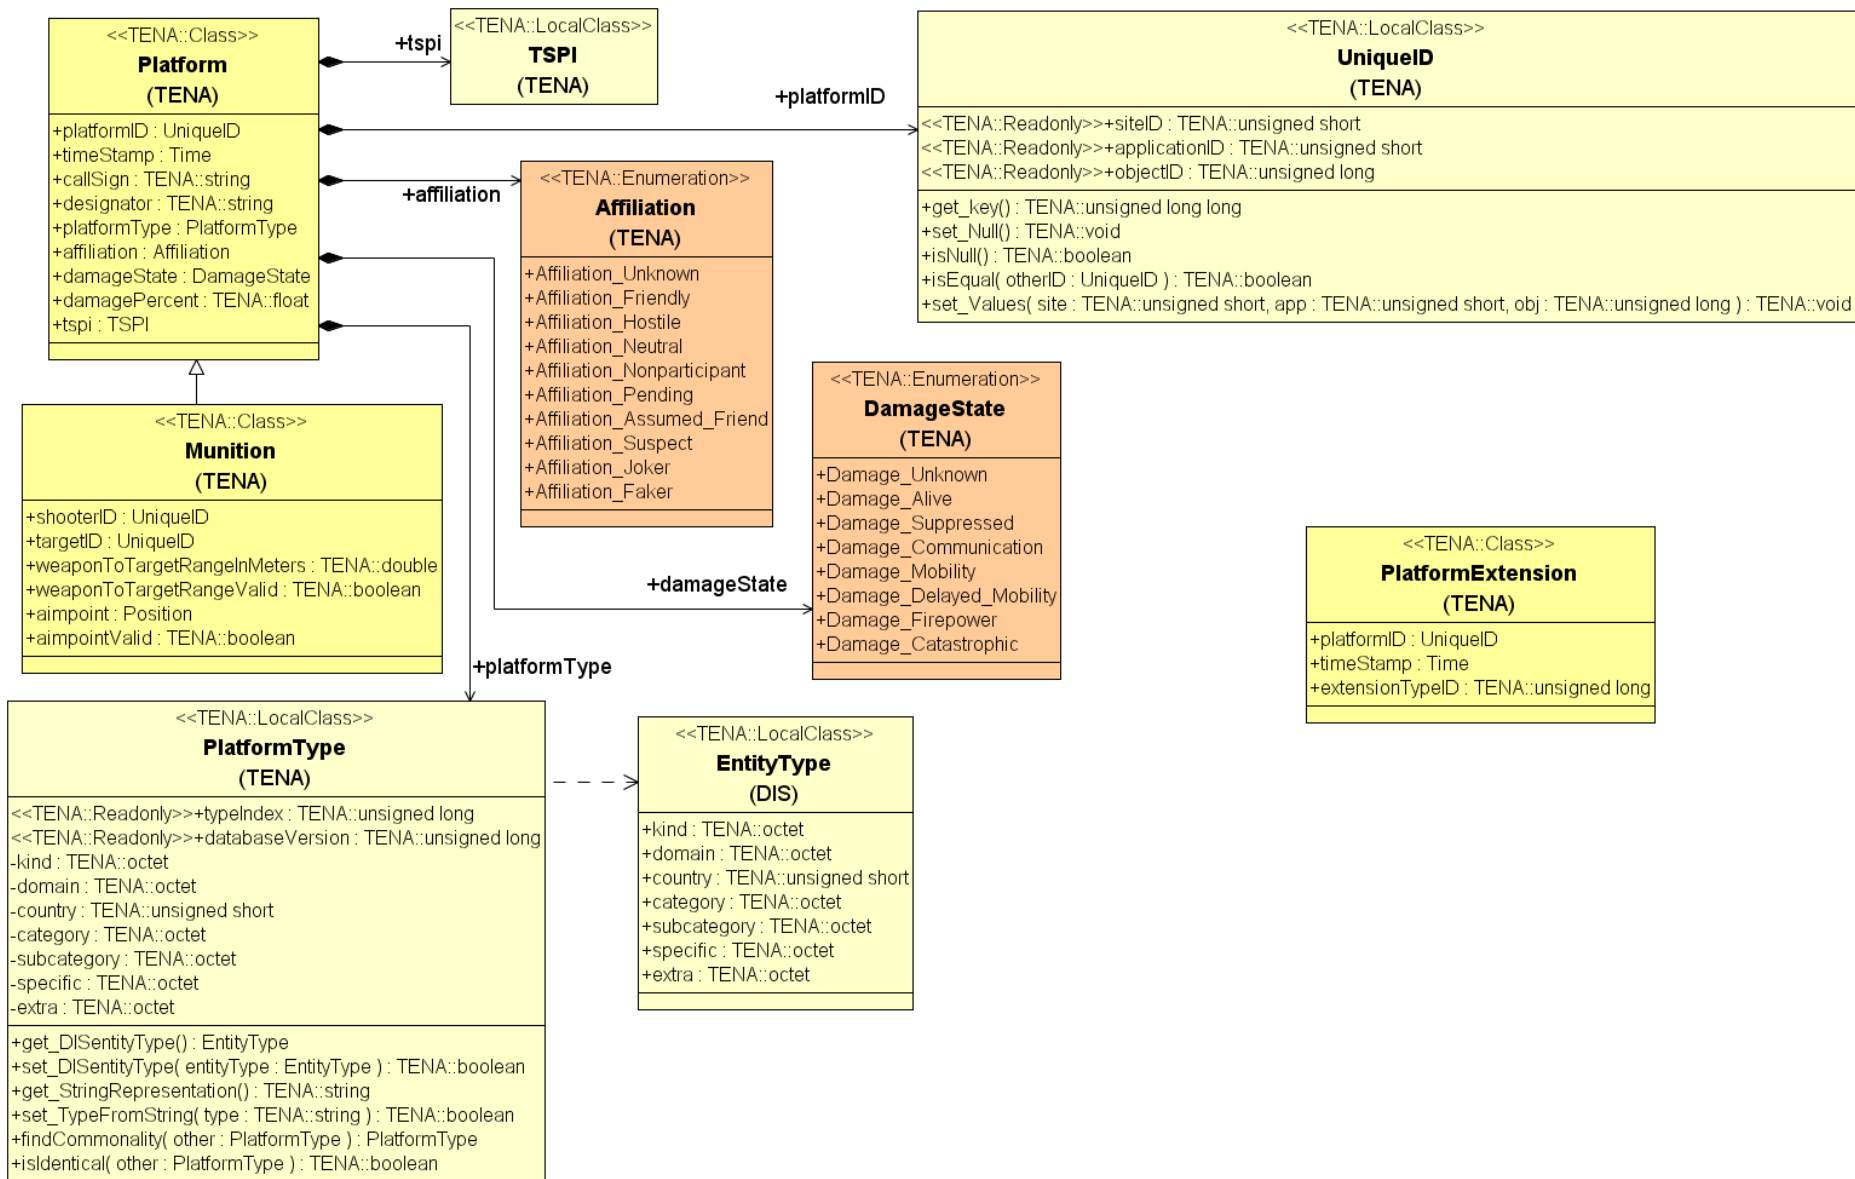 <<TENA::Class>>
Platform
(TENA)
+platformID : UniqueID
+timeStamp : Time
+callSign : TENA::string
+designator : TENA::string
+platformType : PlatformType
+affiliation : Affiliation
+damageState : DamageState
+damagePercent : TENA::float
+tspi : TSPI
+tspi
<<TENA::LocalClass>>
TSPI
(TENA)
+platformID
<<TENA::LocalClass>>
UniqueID
(TENA)
<<TENA::Readonly>>+siteID : TENA::unsigned short
<<TENA::Readonly>>+applicationID : TENA::unsigned short
<<TENA::Readonly>>+objectID : TENA::unsigned long
+get_key() : TENA::unsigned long long
+set_Null() : TENA::void
+isNull() : TENA::boolean
+isEqual( otherID : UniqueID ) : TENA::boolean
+set_Values( site : TENA::unsigned short, app : TENA::unsigned short, obj : TENA::unsigned long ) : TENA::void
+affiliation
<<TENA::Enumeration>>
Affiliation
(TENA)
+Affiliation_Unknown
+Affiliation_Friendly
+Affiliation_Hostile
+Affiliation_Neutral
+Affiliation_Nonparticipant
+Affiliation_Pending
+Affiliation_Assumed_Friend
+Affiliation_Suspect
+Affiliation_Joker
+Affiliation_Faker
<<TENA::Class>>
Munition
(TENA)
+shooterID : UniqueID
+targetID : UniqueID
+weaponToTargetRangeInMeters : TENA::double
+weaponToTargetRangeValid : TENA::boolean
+aimpoint : Position
+aimpointValid : TENA::boolean
+damageState
<<TENA::Enumeration>>
DamageState
(TENA)
+Damage_Unknown
+Damage_Alive
+Damage_Suppressed
+Damage_Communication
+Damage_Mobility
+Damage_Delayed_Mobility
+Damage_Firepower
+Damage_Catastrophic
<<TENA::Class>>
PlatformExtension
(TENA)
+platformID : UniqueID
+timeStamp : Time
+extensionTypeID : TENA::unsigned long
+platformType
<<TENA::LocalClass>>
PlatformType
(TENA)
<<TENA::Readonly>>+typeIndex : TENA::unsigned long
<<TENA::Readonly>>+databaseVersion : TENA::unsigned long
-kind : TENA::octet
-domain : TENA::octet
-country : TENA::unsigned short
-category : TENA::octet
-subcategory : TENA::octet
-specific : TENA::octet
-extra : TENA::octet
+get_DISentityType() : EntityType
+set_DISentityType( entityType : EntityType ) : TENA::boolean
+get_StringRepresentation() : TENA::string
+set_TypeFromString( type : TENA::string ) : TENA::boolean
+findCommonality( other : PlatformType ) : PlatformType
+isIdentical( other : PlatformType ) : TENA::boolean
<<TENA::LocalClass>>
EntityType
(DIS)
+kind : TENA::octet
+domain : TENA::octet
+country : TENA::unsigned short
+category : TENA::octet
+subcategory : TENA::octet
+specific : TENA::octet
+extra : TENA::octet